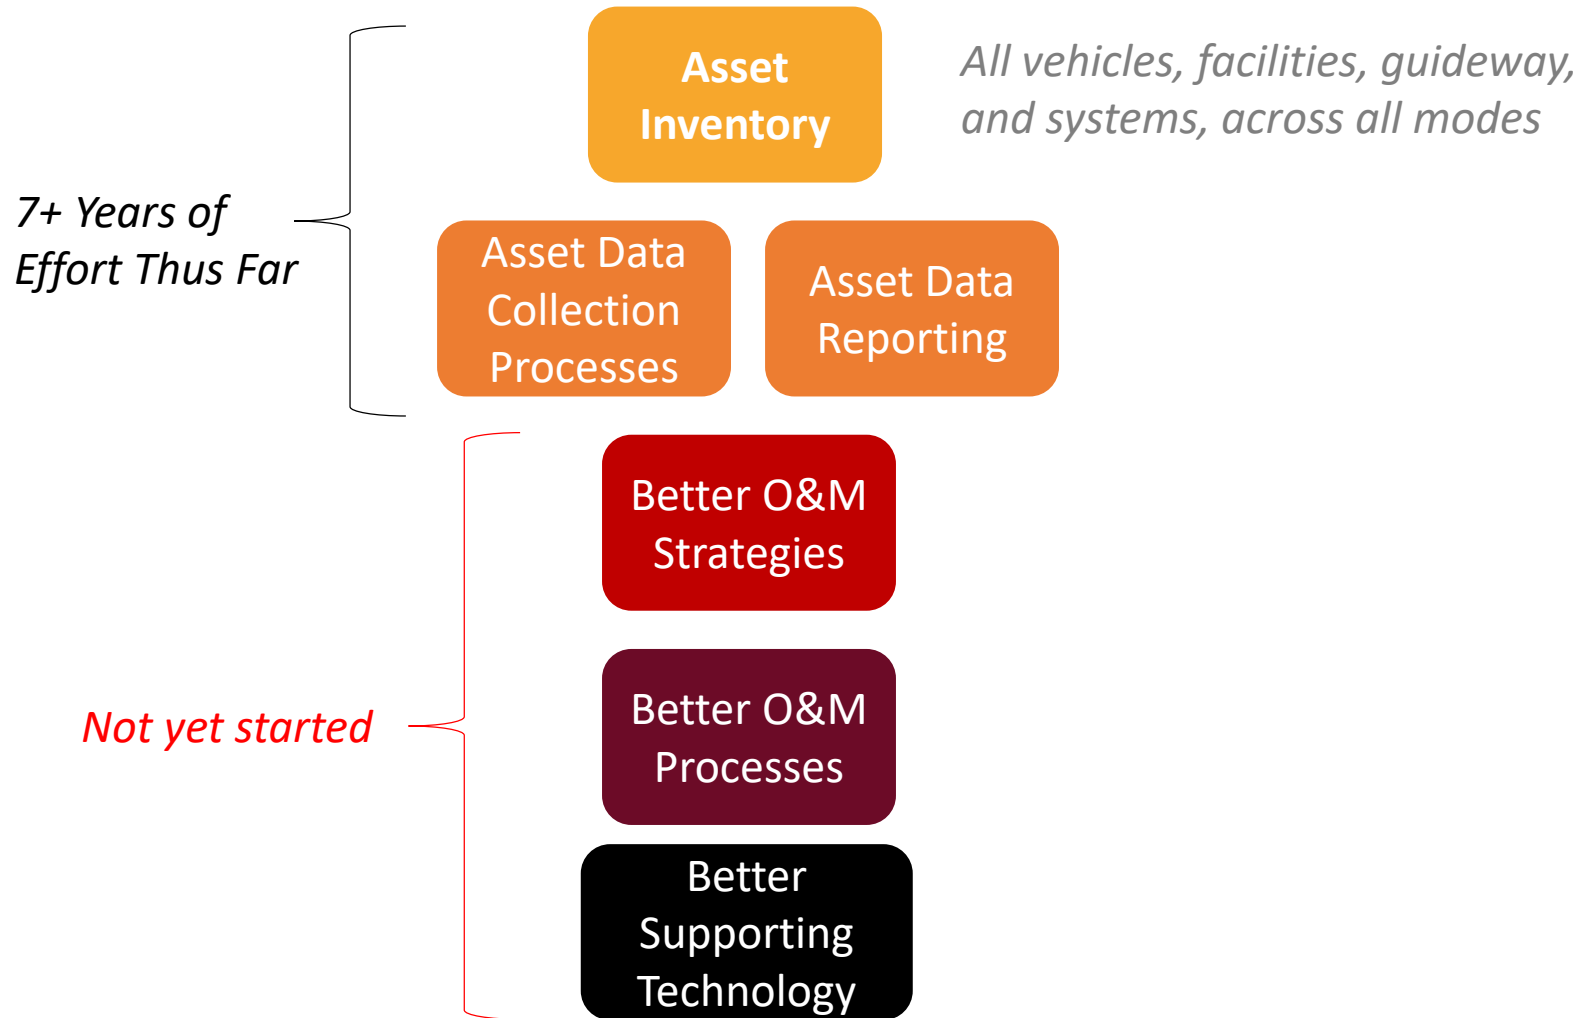 Asset
Inventory
All vehicles, facilities, guideway,
and systems, across all modes
7+ Years of
Effort Thus Far
Asset Data
Collection
Processes
Asset Data
Reporting
Better O&M
Strategies
Not yet started
Better O&M
Processes
Better
Supporting
Technology